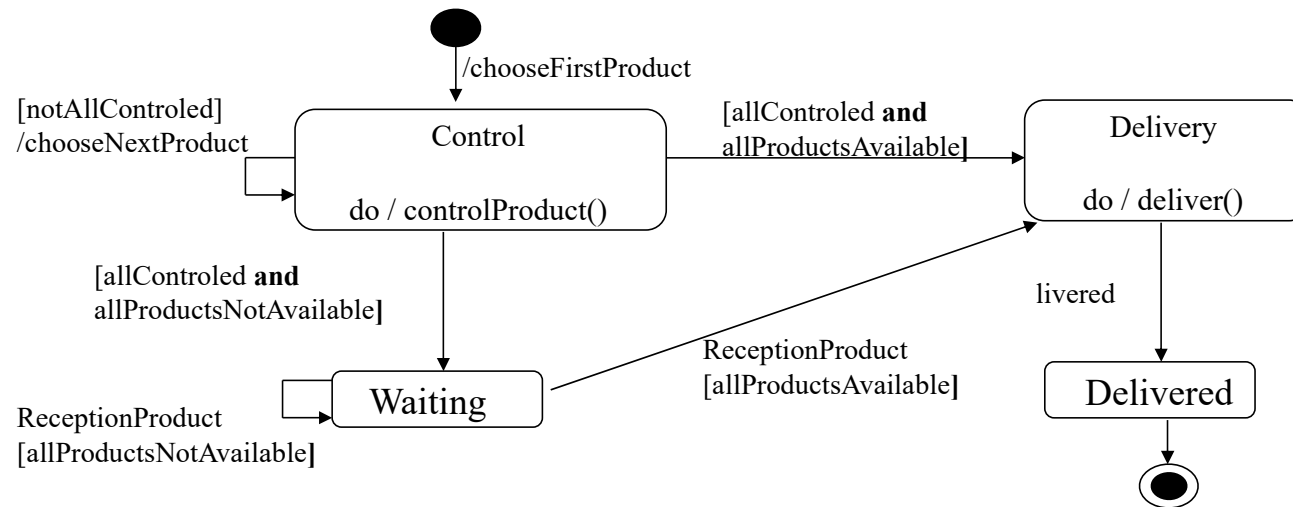 /chooseFirstProduct
[notAllControled]
/chooseNextProduct
Control
do / controlProduct()
[allControled and
allProductsAvailable]
Delivery
do / deliver()
[allControled and
allProductsNotAvailable]
livered
ReceptionProduct
[allProductsAvailable]
Waiting
Delivered
ReceptionProduct
[allProductsNotAvailable]